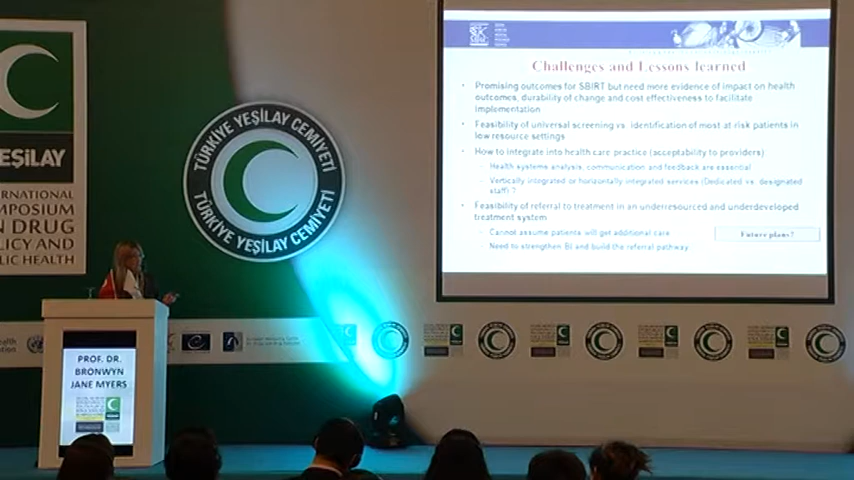 Challenges and Lessons learned
• Promising outcomes for SBIRT but need more evidence of impact on health
outcomes, durability of change and cost effectiveness to facilitate
implementation
• Feasibility of universal screening vs identification of most at risk patients in
low resource settings
• How to integrate into health care practice (acceptability to providers)
– Health systems analysis, communication and feedback are essential
– Vertically integrated or horizontally integrated services (Dedicated vs. designated
staff) ?
• Feasibility of referral to treatment in an underresourced and underdeveloped
treatment system
– Cannot assume patients will get additional care
– Need to strengthen BI and build the referral pathway
Future plans?
TÜRKİYE YEŞİLAY CEMİYETİ
TÜRKİYE YEŞİLAY CEMİYETİ
EŞİLAY
RNATIONAL
MPOSIUM
N DRUG
LICY AND
LIC HEALTH
PROF. DR.
BRONWYN
JANE MYERS